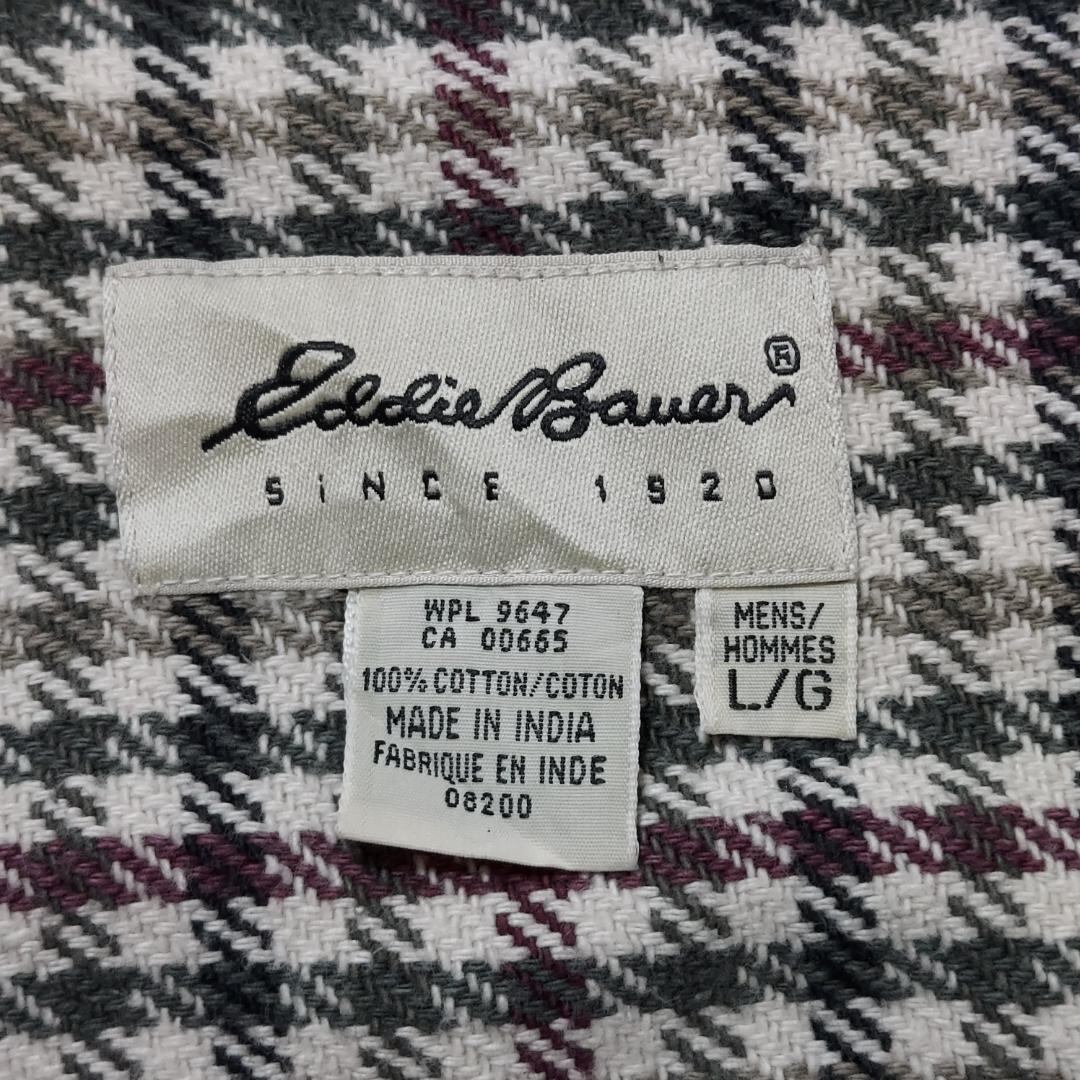 Eddie Bauer®
SiNCE 1920
WPL 9647
CA 00665
100% COTTON/COTON
MADE IN INDIA
FABRIQUE EN INDE
08200
MENS/
HOMMES
L/G